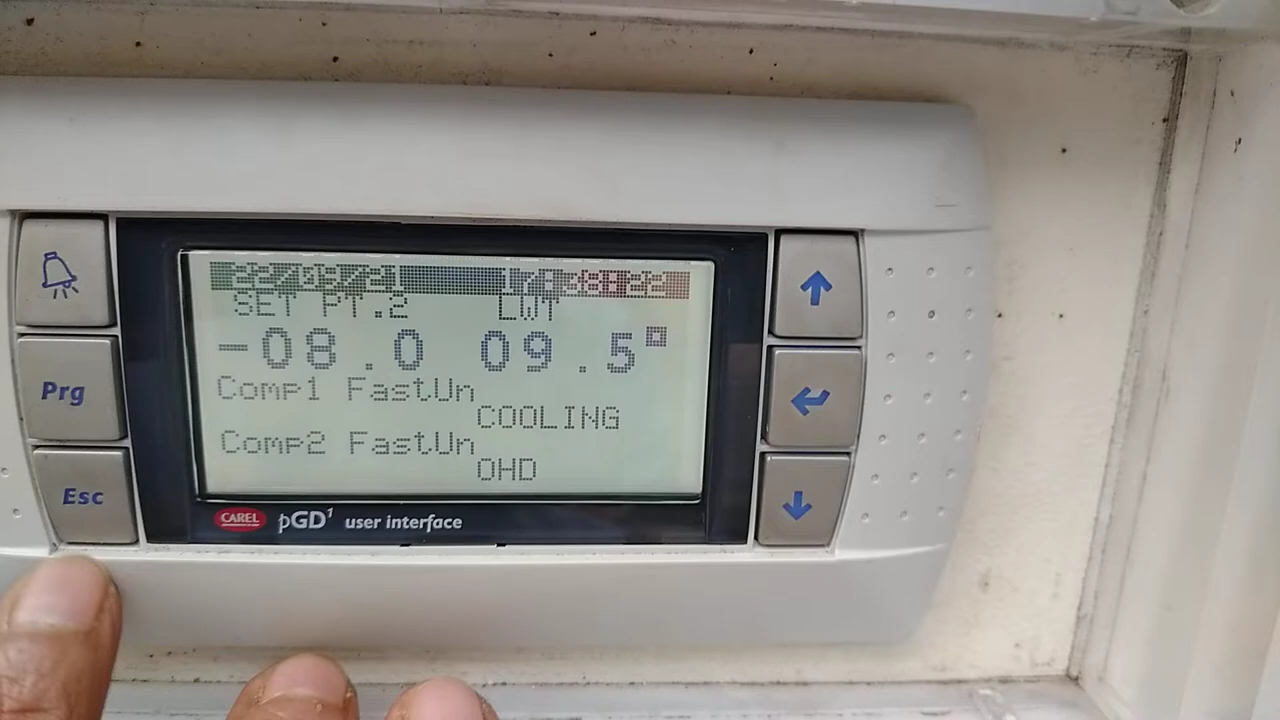 SET PT.2 LWT
-08.0 09.5°
Comp1 FastUn
COOLING
Comp2 FastUn
OHD
Prg
Esc
CAREL pGD1 user interface